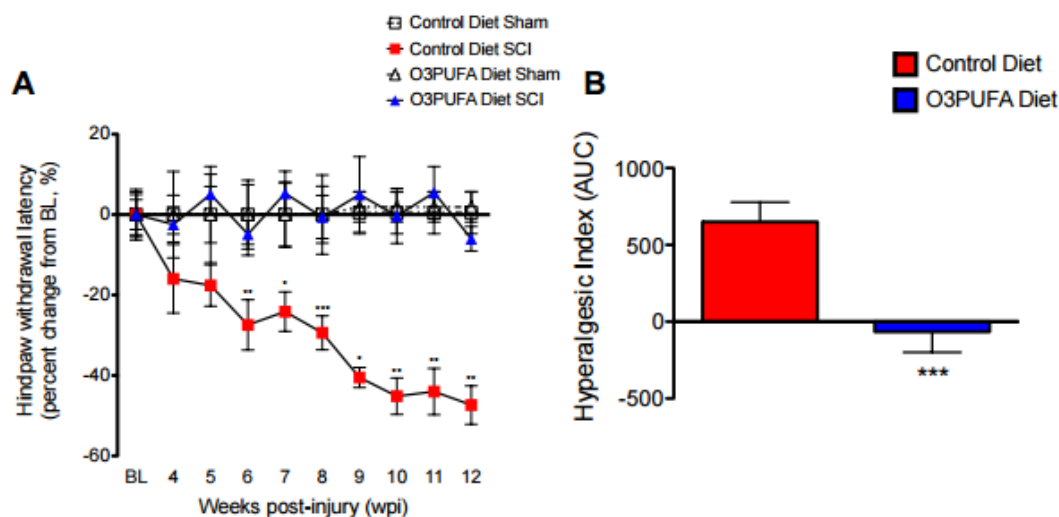 Control Diet Sham
Control Diet SCI
O3PUFA Diet Sham
O3PUFA Diet SCI
A
Hindpaw withdrawal latency
(percent change from BL, %)
20
0
-20
-40
-60
** * *** * ** ** **
BL 4 5 6 7 8 9 10 11 12
Weeks post-injury (wpi)
B
Control Diet
O3PUFA Diet
Hyperalgesic Index (AUC)
1000
500
0
-500
***